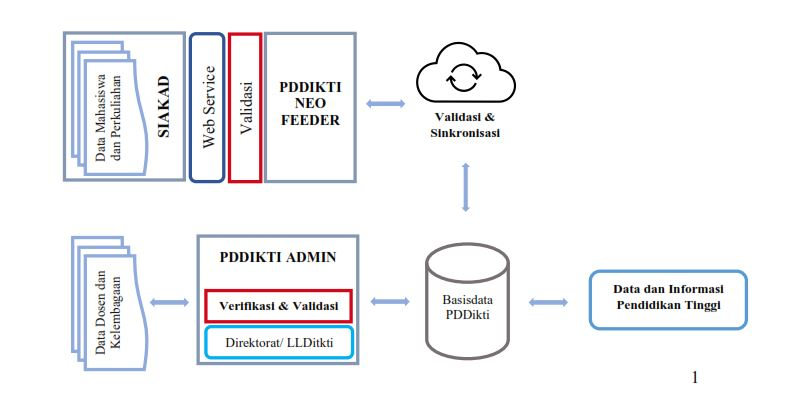 Data Mahasiswa
dan Perkuliahan
SIAKAD
Web Service
Validasi
PDDIKTI
NEO
FEEDER
Validasi &
Sinkronisasi
Data Dosen dan
Kelembagaan
PDDIKTI ADMIN
Verifikasi & Validasi
Direktorat/ LLDitkti
Basisdata
PDDikti
Data dan Informasi
Pendidikan Tinggi
1